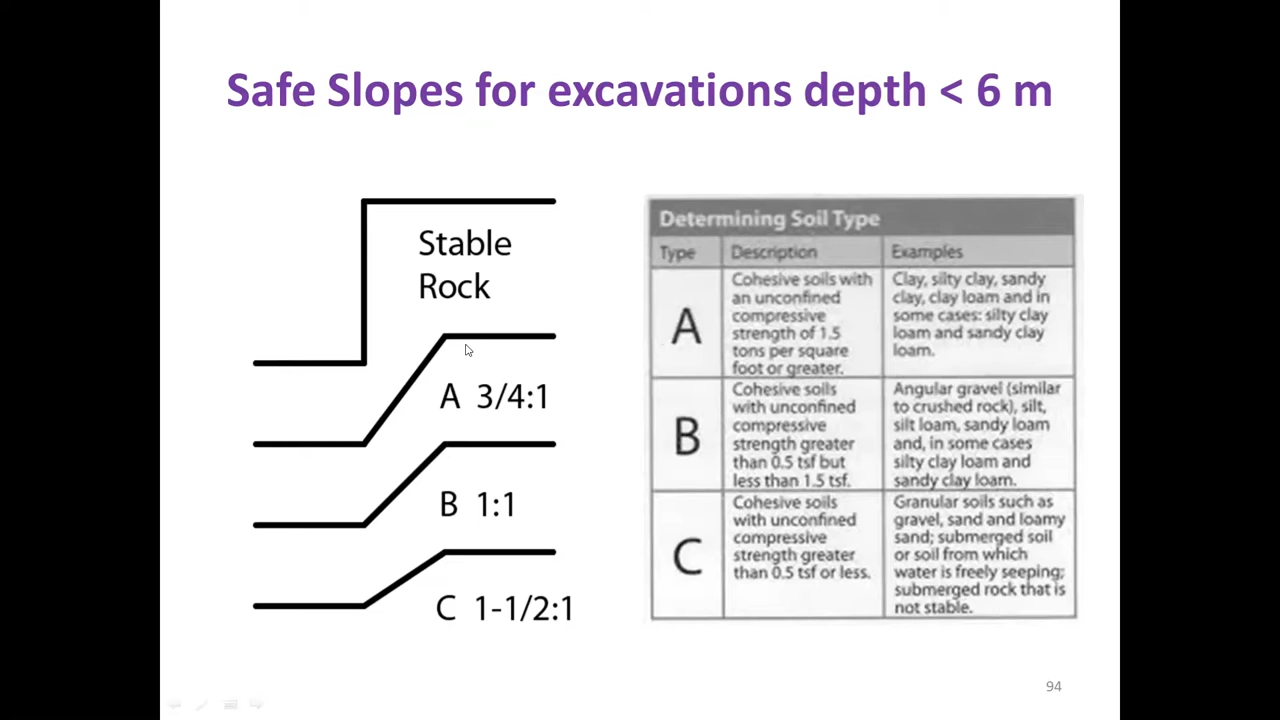 Safe Slopes for excavations depth < 6 m
Stable
Rock
A 3/4:1
B 1:1
C 1-1/2:1
Determining Soil Type
Type Description Examples
A
Cohesive soils with
an unconfined
compressive
strength of 1.5
tons per square
foot or greater.
Clay, silty clay, sandy
clay, clay loam and in
some cases: silty clay
loam and sandy clay
loam.
B
Cohesive soils
with unconfined
compressive
strength greater
than 0.5 tsf but
less than 1.5 tsf.
Angular gravel (similar
to crushed rock), silt,
silt loam, sandy loam
and, in some cases
silty clay loam and
sandy clay loam.
C
Cohesive soils
with unconfined
compressive
strength greater
than 0.5 tsf or less.
Granular soils such as
gravel, sand and loamy
sand; submerged soil
or soil from which
water is freely seeping;
submerged rock that is
not stable.
94